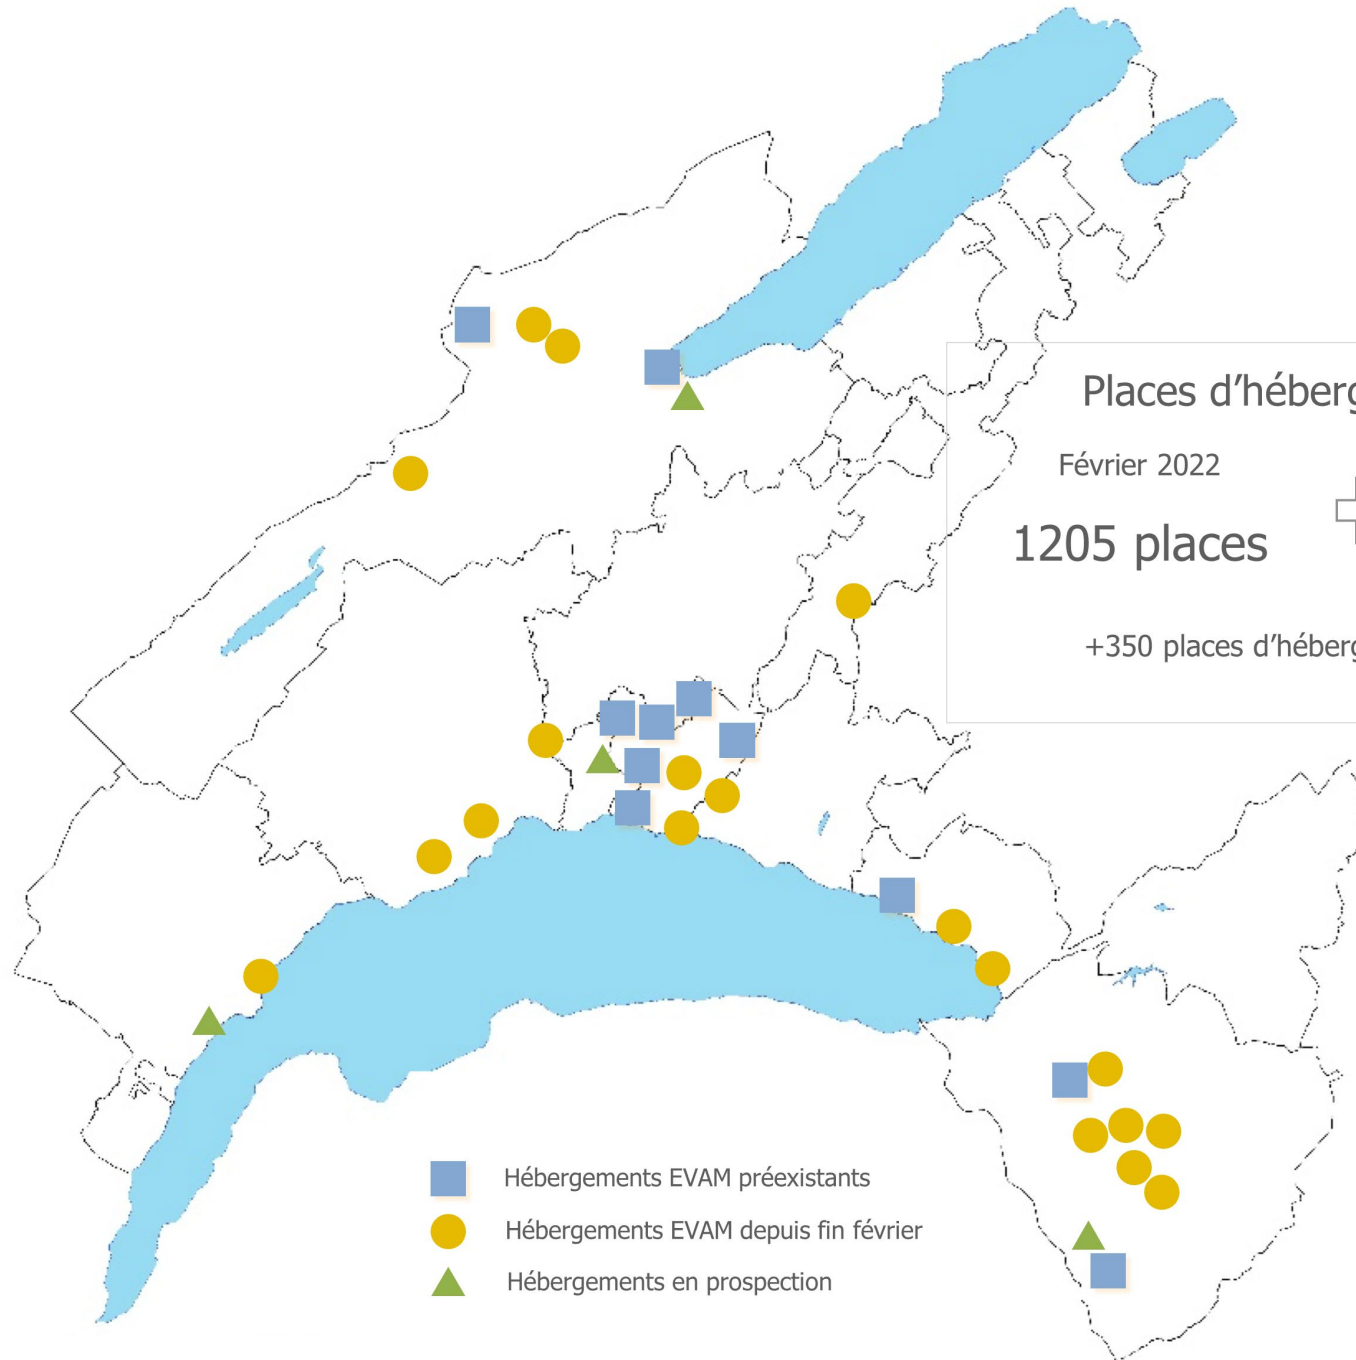 Places d’héberg
Février 2022
1205 places
+350 places d’héberg
Hébergements EVAM préexistants
Hébergements EVAM depuis fin février
Hébergements en prospection